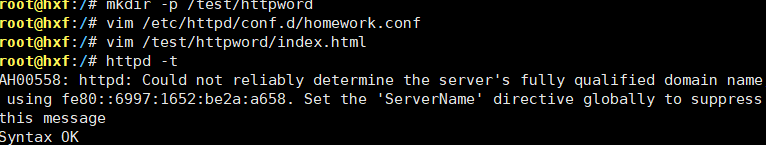 root@hxf:/# mkdir -p /test/httpword
root@hxf:/# vim /etc/httpd/conf.d/homework.conf
root@hxf:/# vim /test/httpword/index.html
root@hxf:/# httpd -t
AH00558: httpd: Could not reliably determine the server's fully qualified domain name
 using fe80::6997:1652:be2a:a658. Set the 'ServerName' directive globally to suppress
this message
Syntax OK